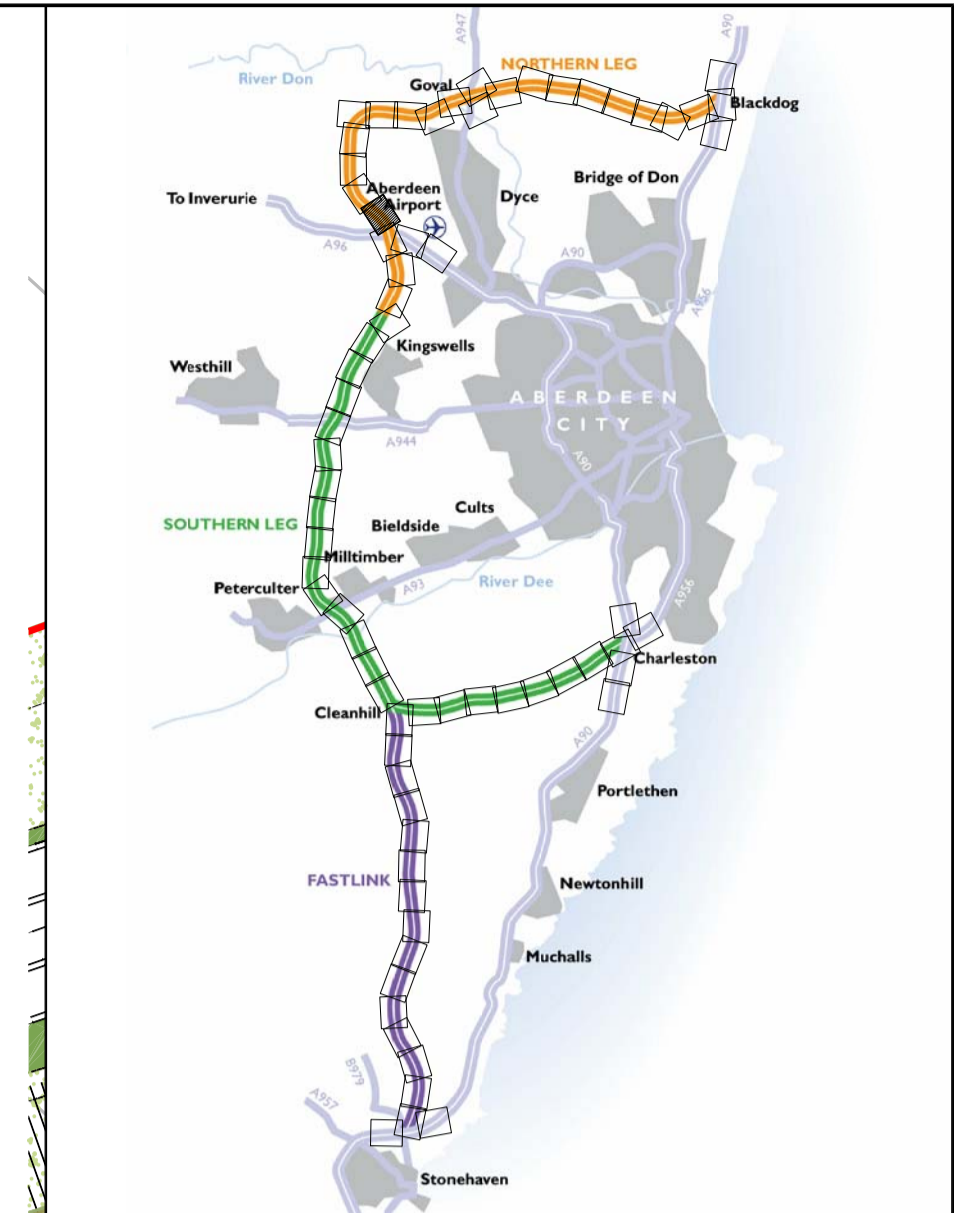 A947
A90
NORTHERN LEG
River Don
Goval
Blackdog
Bridge of Don
Aberdeen
Airport
Dyce
To Inverurie
A96
A90
A956
Kingswells
Westhill
ABERDEEN
CITY
A944
A90
Cults
SOUTHERN LEG
Bieldside
Milltimber
Peterculter
A93
River Dee
A956
Charleston
Cleanhill
A90
Portlethen
FASTLINK
Newtonhill
Muchalls
B979
A957
Stonehaven